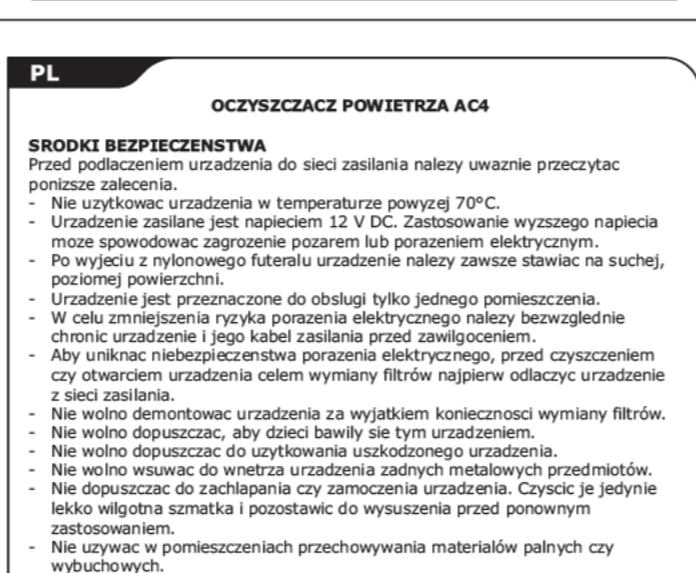 PL
OCZYSZCZACZ POWIETRZA AC4
SRODKI BEZPIECZENSTWA
Przed podlaczeniem urzadzenia do sieci zasilania nalezy uwaznie przeczytac
ponizsze zalecenia.
- Nie uzytkowac urzadzenia w temperaturze powyzej 70°C.
- Urzadzenie zasilane jest napieciem 12 V DC. Zastosowanie wyzszego napiecia
moze spowodowac zagrozenie pozarem lub porazeniem elektrycznym.
- Po wyjeciu z nylonowego futeralu urzadzenie nalezy zawsze stawiac na suchej,
poziomej powierzchni.
- Urzadzenie jest przeznaczone do obslugi tylko jednego pomieszczenia.
- W celu zmniejszenia ryzyka porazenia elektrycznego nalezy bezwzglednie
chronic urzadzenie i jego kabel zasilania przed zawilgoceniem.
- Aby uniknac niebezpieczenstwa porazenia elektrycznego, przed czyszczeniem
czy otwarciem urzadzenia celem wymiany filtrów najpierw odlaczyc urzadzenie
z sieci zasilania.
- Nie wolno demontowac urzadzenia za wyjatkiem koniecznosci wymiany filtrów.
- Nie wolno dopuszczac, aby dzieci bawily sie tym urzadzeniem.
- Nie wolno dopuszczac do uzytkowania uszkodzonego urzadzenia.
- Nie wolno wsuwac do wnetrza urzadzenia zadnych metalowych przedmiotów.
- Nie dopuszczac do zachlapania czy zamoczenia urzadzenia. Czyscic je jedynie
lekko wilgotna szmatka i pozostawic do wysuszenia przed ponownym
zastosowaniem.
- Nie uzywac w pomieszczeniach przechowywania materialów palnych czy
wybuchowych.